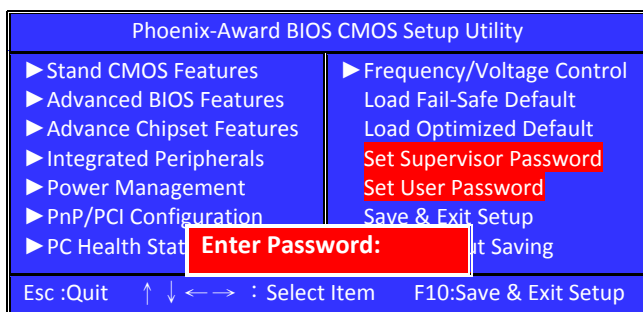 Phoenix-Award BIOS CMOS Setup Utility
►Stand CMOS Features
►Advanced BIOS Features
►Advance Chipset Features
►Integrated Peripherals
►Power Management
►PnP/PCI Configuration
►PC Health Stat
►Frequency/Voltage Control
Load Fail-Safe Default
Load Optimized Default
Set Supervisor Password
Set User Password
Save & Exit Setup
ut Saving
Enter Password:
Esc :Quit ↑↓←→ : Select Item F10:Save & Exit Setup